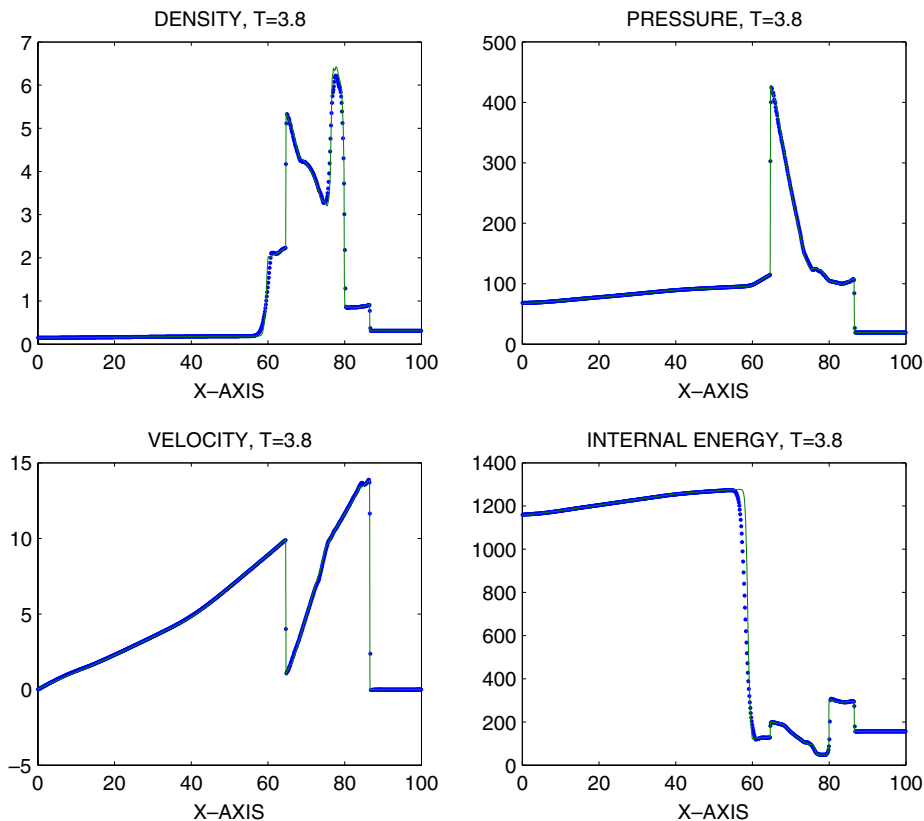 DENSITY, T=3.8
7
6
5
4
3
2
1
0
0 20 40 60 80 100
X–AXIS
PRESSURE, T=3.8
500
400
300
200
100
0
0 20 40 60 80 100
X–AXIS
VELOCITY, T=3.8
15
10
5
0
–5
0 20 40 60 80 100
X–AXIS
INTERNAL ENERGY, T=3.8
1400
1200
1000
800
600
400
200
0
0 20 40 60 80 100
X–AXIS